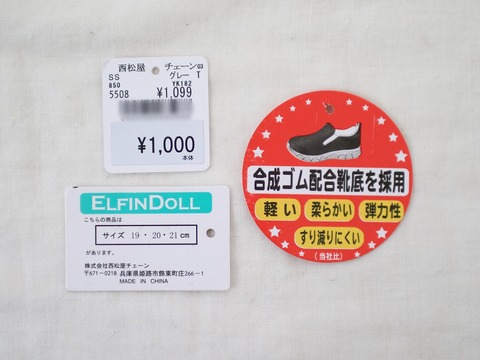 西松屋 チェーン03
SS グレー T
850 YK182
5508 ¥1,099
¥1,000
本体
ELFINDOLL
こちらの商品は
サイズ 19・20・21cm
があります。
株式会社西松屋チェーン
〒671-0218 兵庫県姫路市飾東町庄266-1
MADE IN CHINA
合成ゴム配合靴底を採用
軽い 柔らかい 弾力性
すり減りにくい
(当社比)